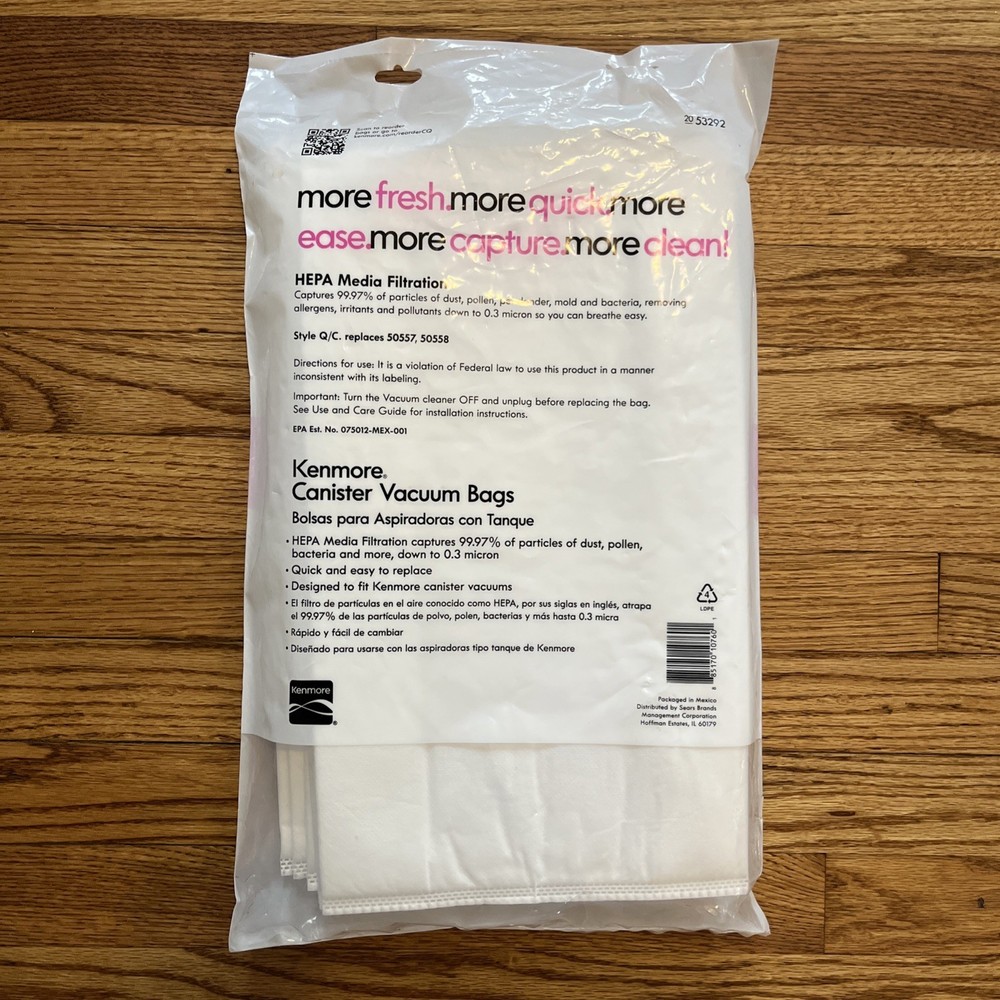 Scan to reorder
bags or go to
kenmore.com/reorderCQ
20 53292
more fresh.more quick.more
ease.more capture.more clean!
HEPA Media Filtration
Captures 99.97% of particles of dust, pollen, mold and bacteria, removing
allergens, irritants and pollutants down to 0.3 micron so you can breathe easy.
Style Q/C. replaces 50557, 50558
Directions for use: It is a violation of Federal law to use this product in a manner
inconsistent with its labeling.
Important: Turn the Vacuum cleaner OFF and unplug before replacing the bag.
See Use and Care Guide for installation instructions.
EPA Est. No. 075012-MEX-001
Kenmore®
Canister Vacuum Bags
Bolsas para Aspiradoras con Tanque
• HEPA Media Filtration captures 99.97% of particles of dust, pollen,
bacteria and more, down to 0.3 micron
• Quick and easy to replace
• Designed to fit Kenmore canister vacuums
• El filtro de partículas en el aire conocido como HEPA, por sus siglas en inglés, atrapa
el 99.97% de las partículas de polvo, polen, bacterias y más hasta 0.3 micra
• Rápido y fácil de cambiar
• Diseñado para usarse con las aspiradoras tipo tanque de Kenmore
4
LDPE
8 85170 10760 1
Kenmore
®
Packaged in Mexico
Distributed by Sears Brands
Management Corporation
Hoffman Estates, IL 60179